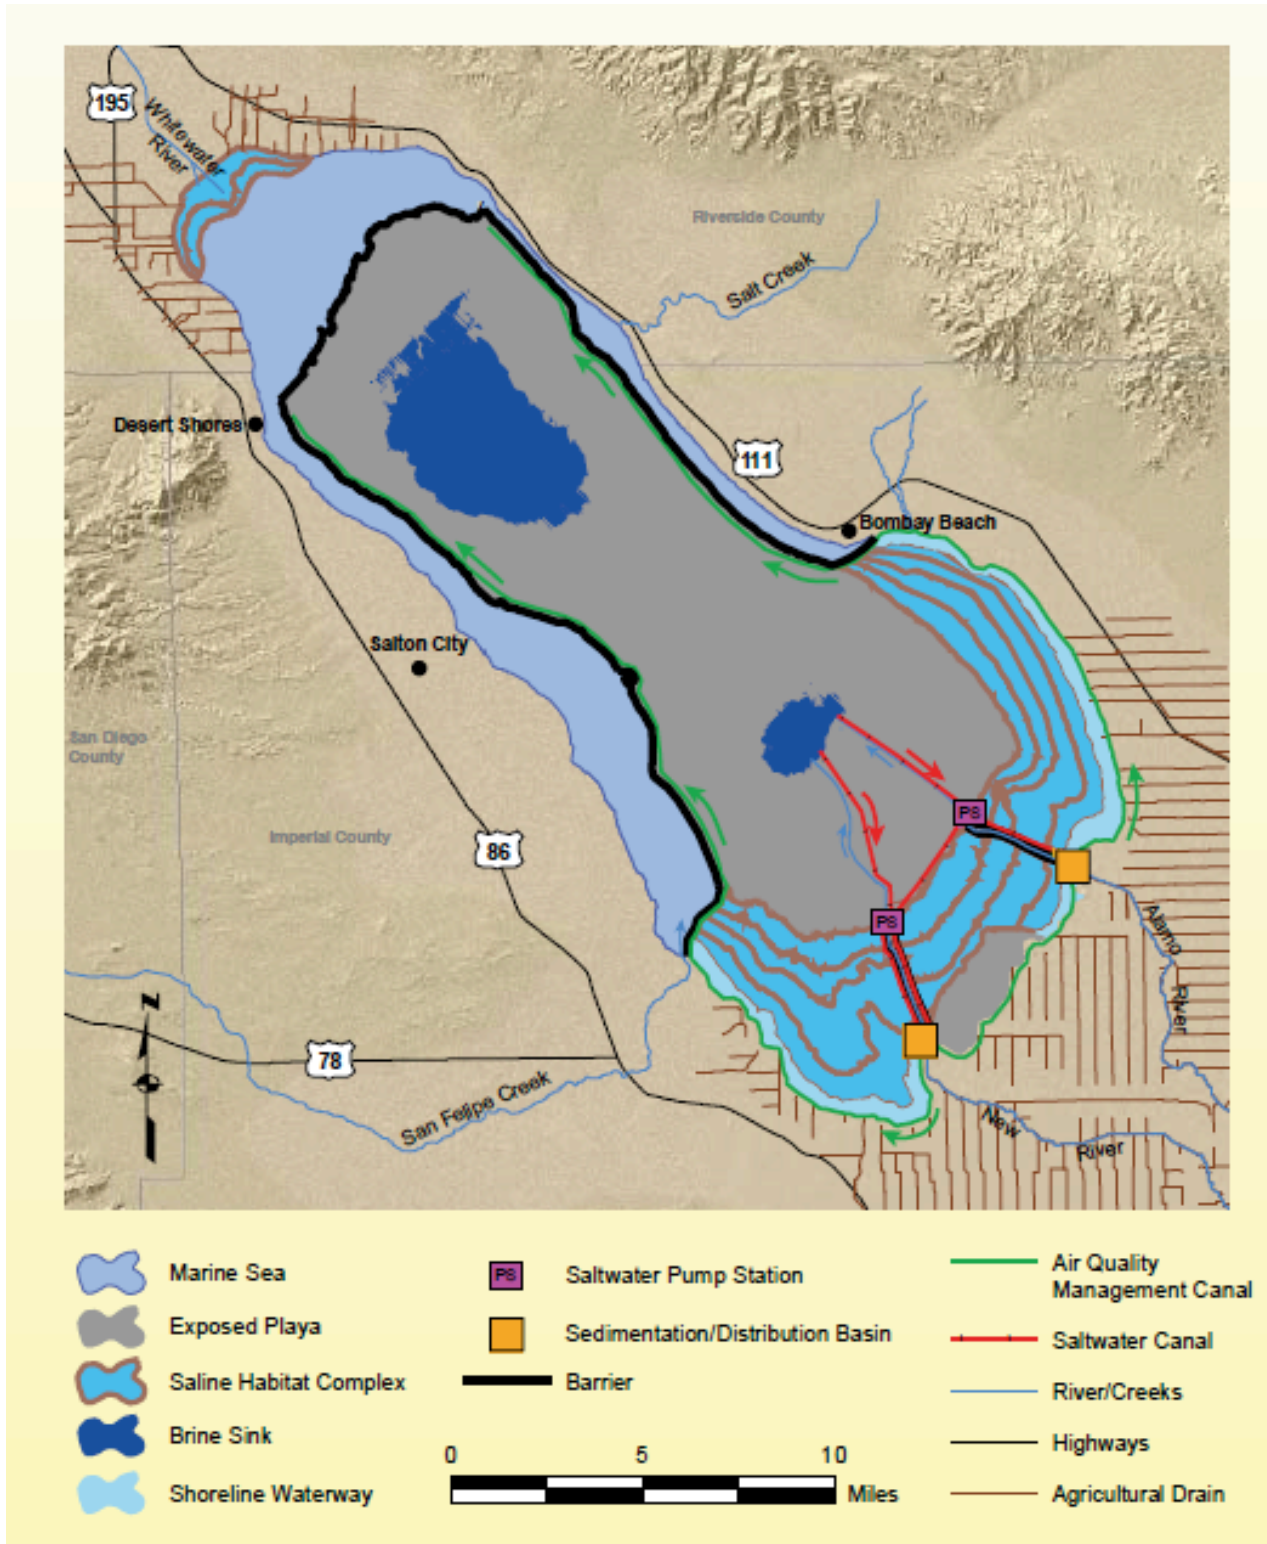 195
Whitewater
River
Riverside County
Salt Creek
Desert Shores
111
Bombay Beach
Salton City
San Diego
County
Imperial County
86
PS
PS
Alamo
River
N
78
San Felipe Creek
New
River
Marine Sea
Exposed Playa
Saline Habitat Complex
Brine Sink
Shoreline Waterway
PS Saltwater Pump Station
Sedimentation/Distribution Basin
Barrier
0 5 10
Miles
Air Quality
Management Canal
Saltwater Canal
River/Creeks
Highways
Agricultural Drain